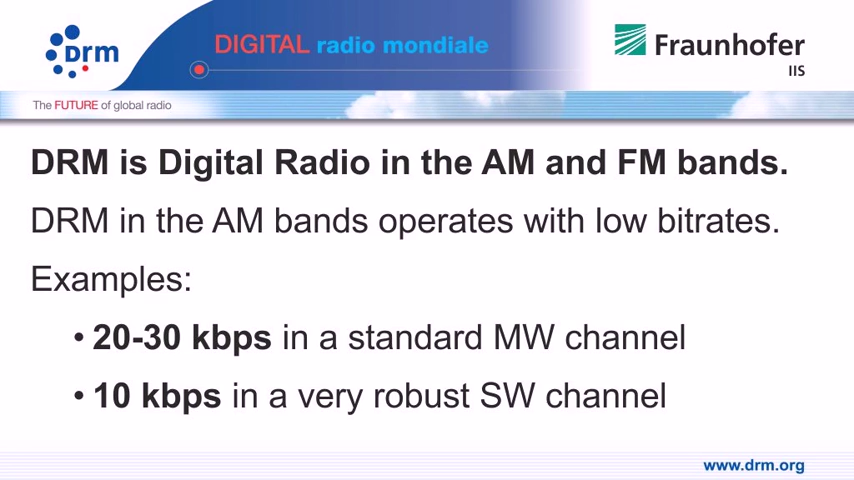 Drm
DIGITAL radio mondiale
Fraunhofer
IIS
The FUTURE of global radio
DRM is Digital Radio in the AM and FM bands.
DRM in the AM bands operates with low bitrates.
Examples:
• 20-30 kbps in a standard MW channel
• 10 kbps in a very robust SW channel
www.drm.org